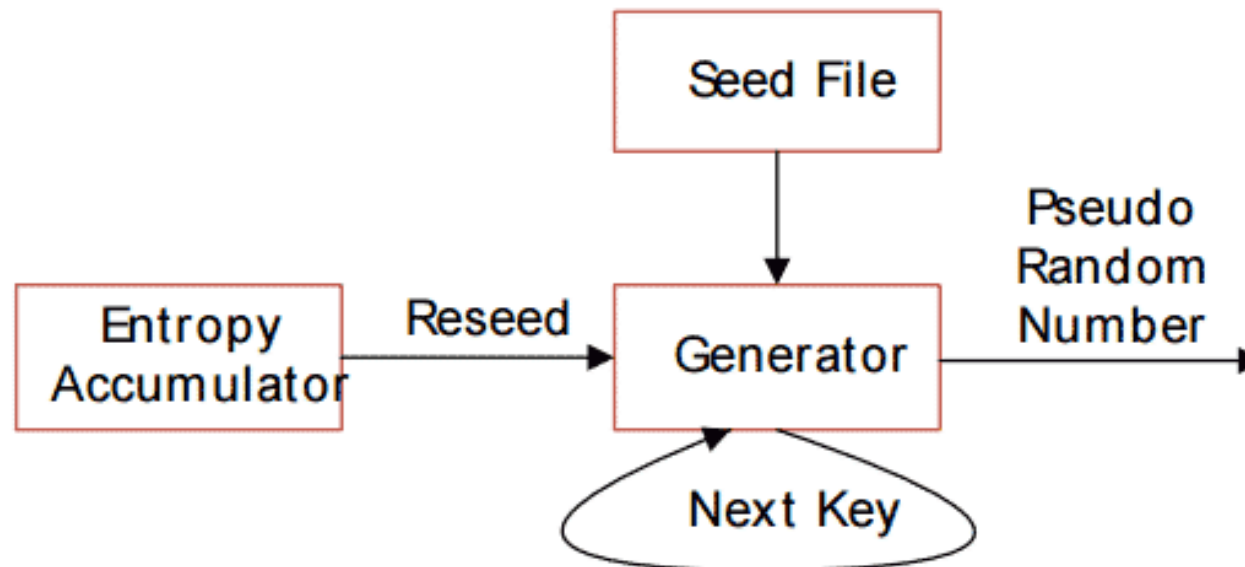 Seed File
Pseudo
Random
Number
Entropy
Accumulator
Reseed
Generator
Next Key